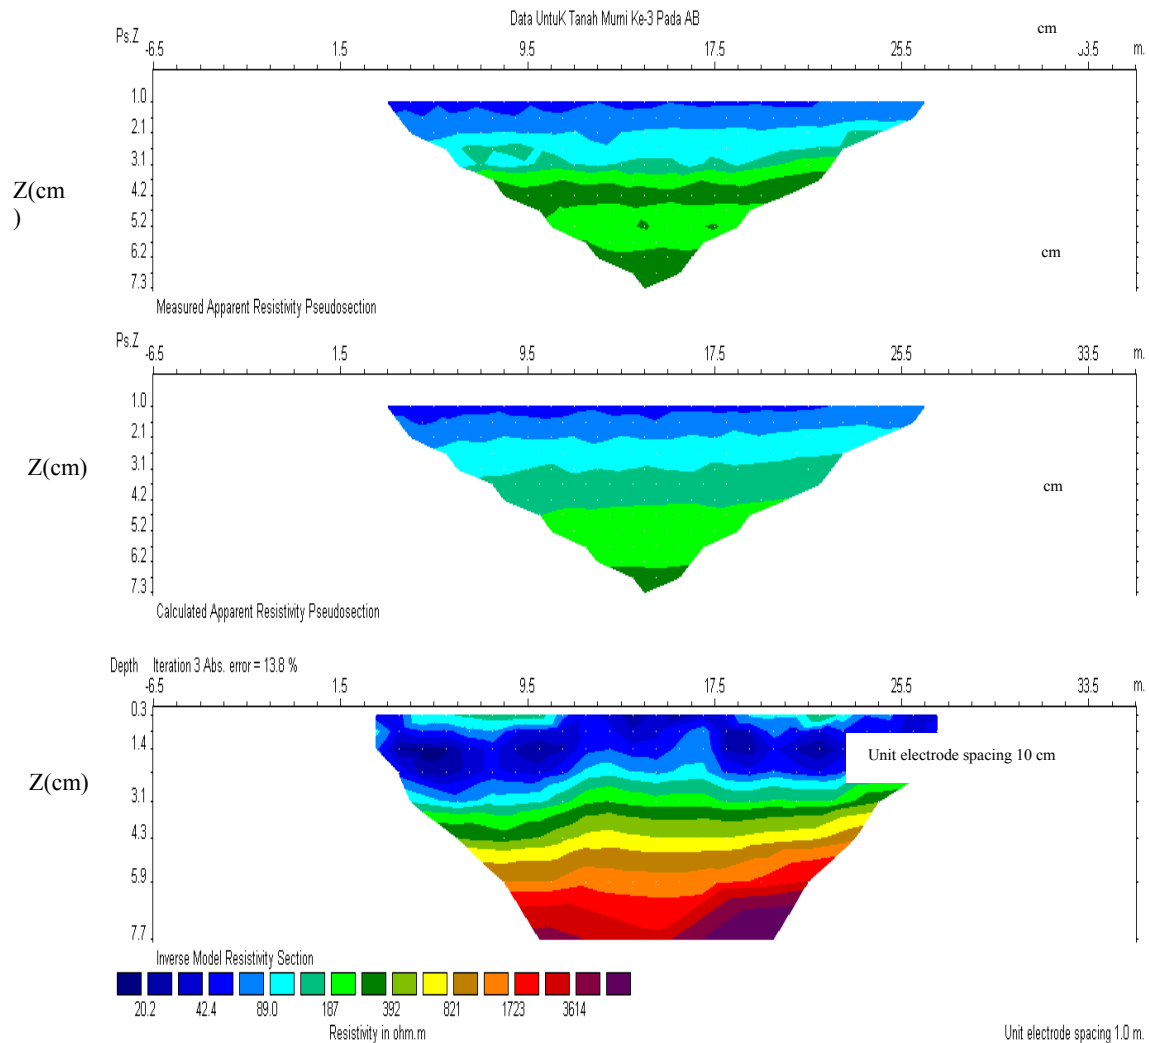 Data UntuK Tanah Murni Ke-3 Pada AB
cm
Ps.Z
-6.5 1.5 9.5 17.5 25.5 33.5 m.
1.0
2.1
3.1
4.2
5.2
6.2
7.3
Z(cm
)
cm
Measured Apparent Resistivity Pseudosection
Ps.Z
-6.5 1.5 9.5 17.5 25.5 33.5 m.
1.0
2.1
3.1
4.2
5.2
6.2
7.3
Z(cm)
cm
Calculated Apparent Resistivity Pseudosection
Depth Iteration 3 Abs. error = 13.8 %
-6.5 1.5 9.5 17.5 25.5 33.5 m.
0.3
1.4
3.1
4.3
5.9
7.7
Z(cm)
Unit electrode spacing 10 cm
Inverse Model Resistivity Section
20.2 42.4 89.0 187 392 821 1723 3614
Resistivity in ohm.m
Unit electrode spacing 1.0 m.